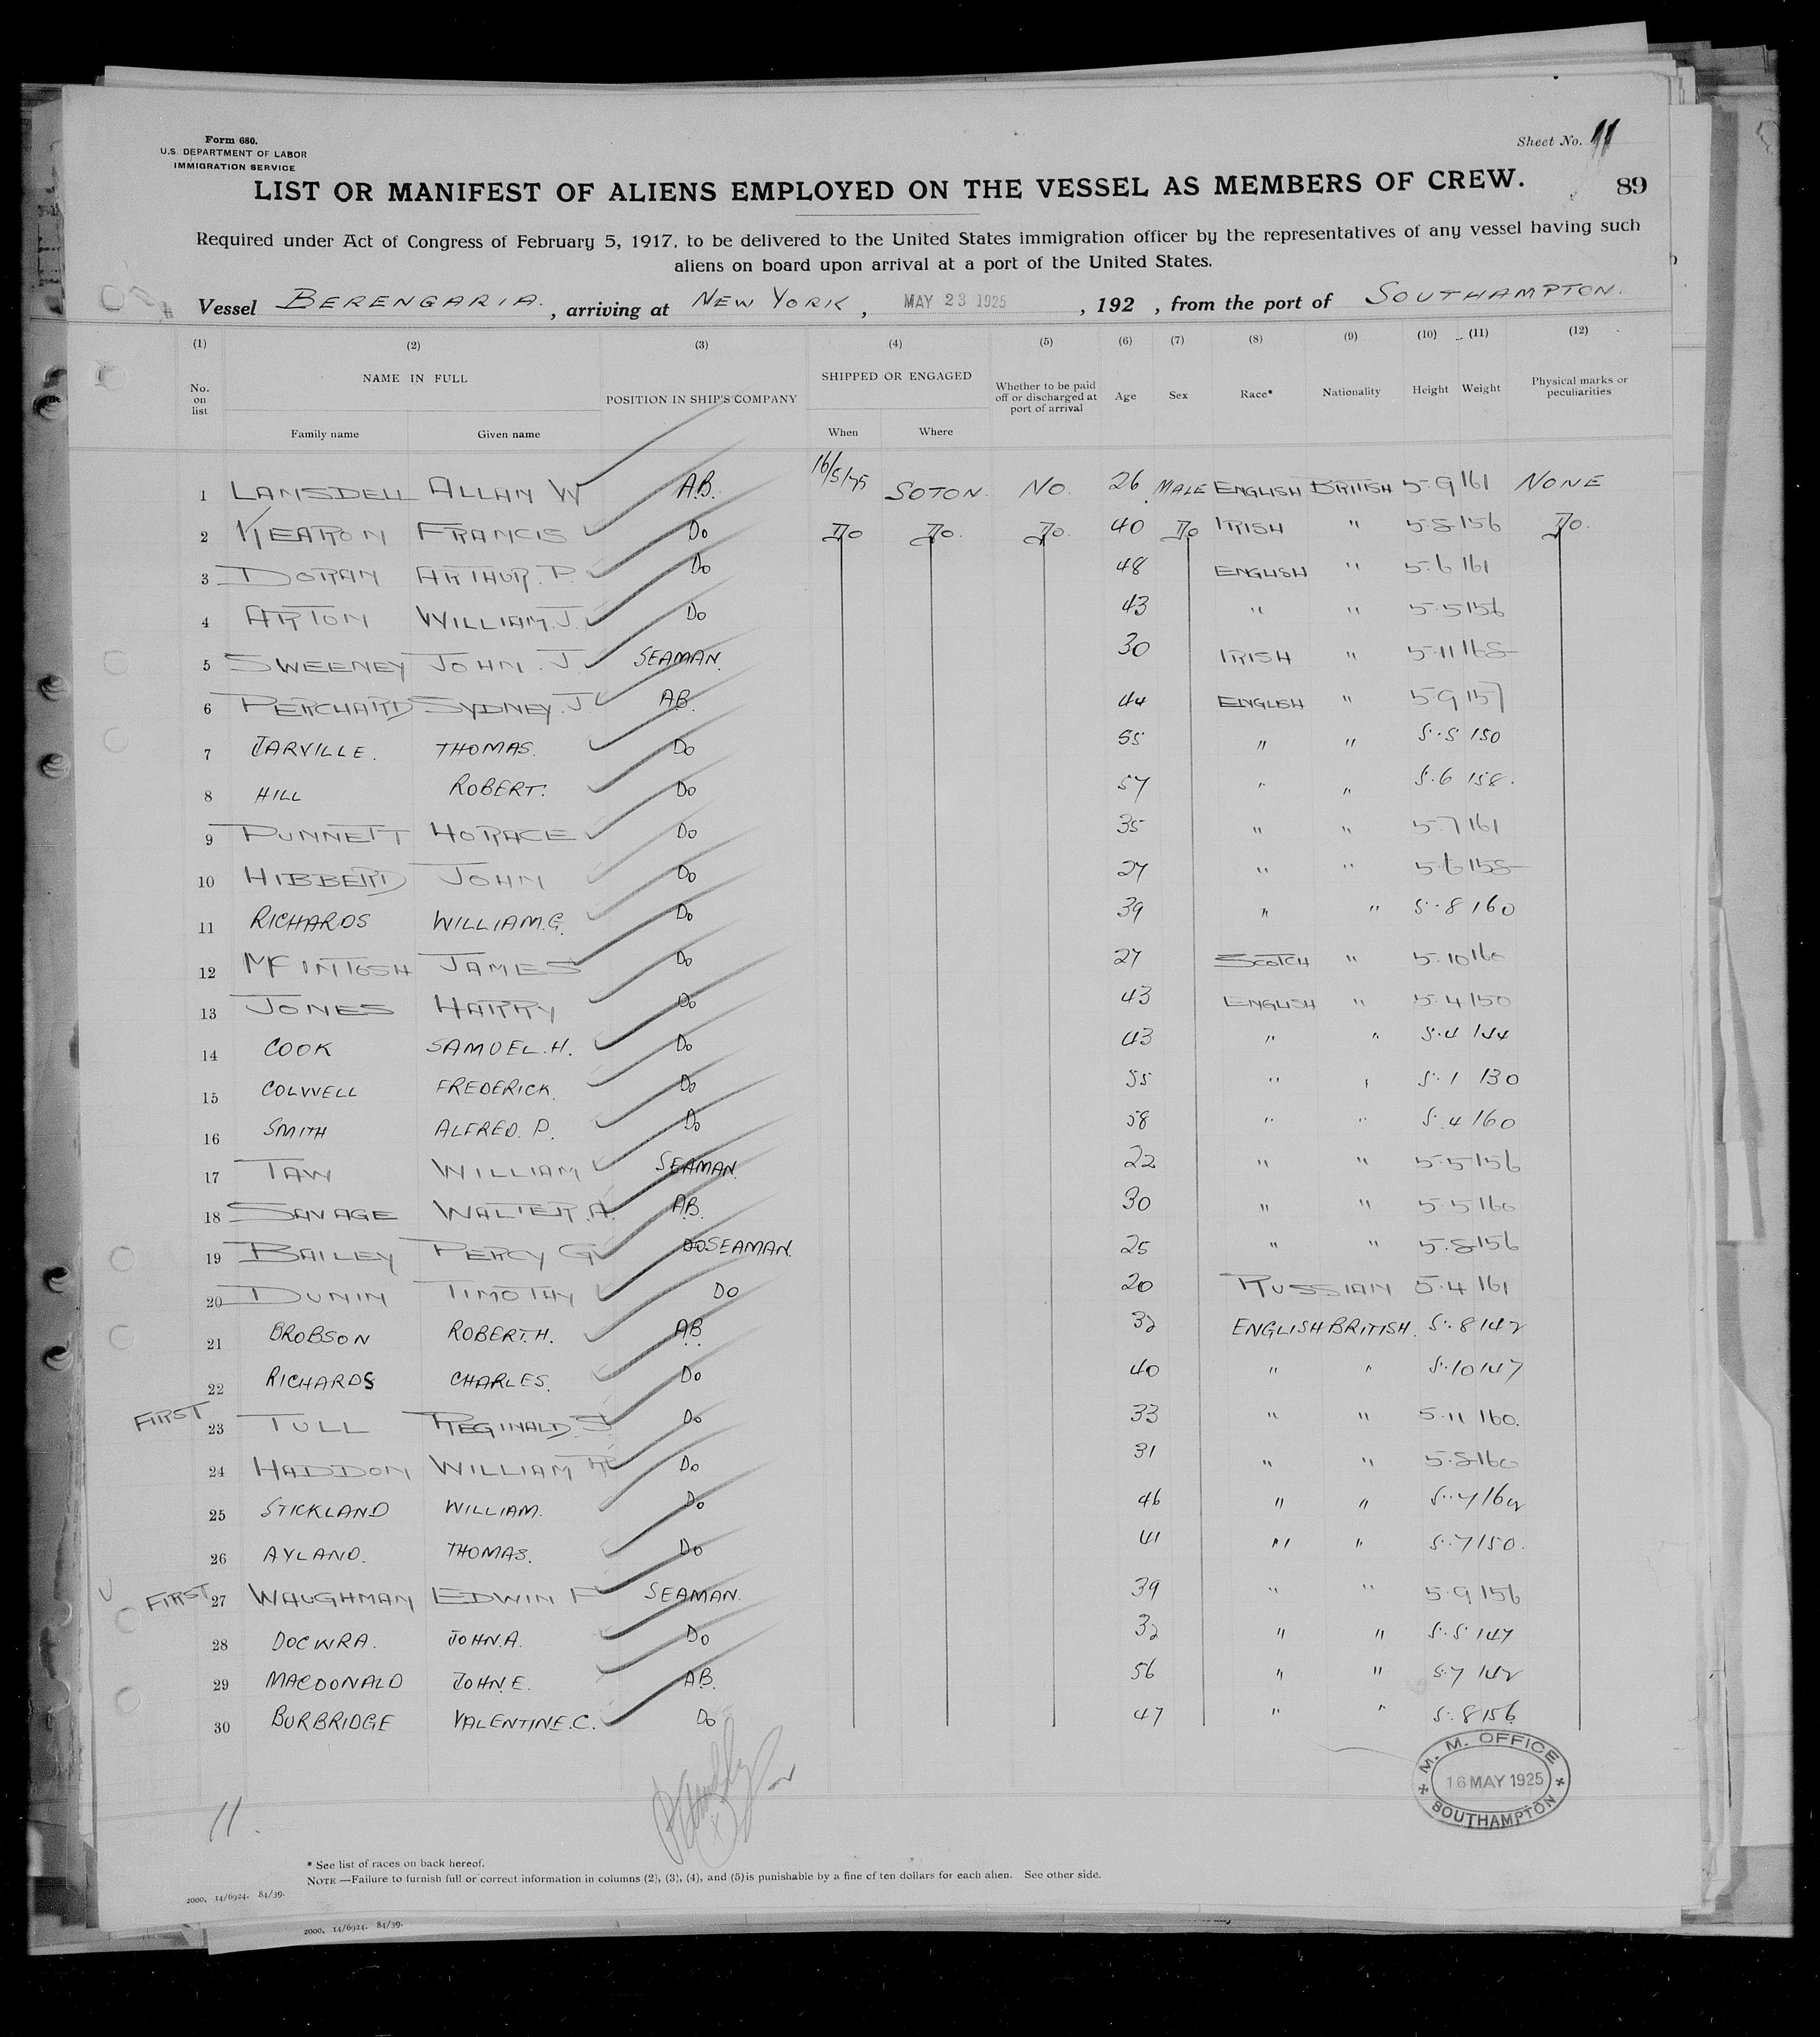 Form 680.
U.S. DEPARTMENT OF LABOR
IMMIGRATION SERVICE
Sheet No. 11
LIST OR MANIFEST OF ALIENS EMPLOYED ON THE VESSEL AS MEMBERS OF CREW.
89
Required under Act of Congress of February 5, 1917, to be delivered to the United States immigration officer by the representatives of any vessel having such
aliens on board upon arrival at a port of the United States.
Vessel BERENGARIA. , arriving at NEW YORK , MAY 23 1925 , 192 , from the port of SOUTHAMPTON.
(1) (2) (3) (4) (5) (6) (7) (8) (9) (10) (11) (12)
No. on list NAME IN FULL POSITION IN SHIP'S COMPANY SHIPPED OR ENGAGED Whether to be paid off or discharged at port of arrival Age Sex Race* Nationality Height Weight Physical marks or peculiarities
Family name Given name When Where
1 LAMSDELL ALLAN W A.B. 16/5/25 SOTON. NO. 26 MALE ENGLISH BRITISH 5.9 161 NONE
2 KEARON FRANCIS Do Do Do. Do. 40 Do IRISH " 5.8 156 Do.
3 DORAN ARTHUR. P. Do 48 ENGLISH " 5.6 161
4 ARTON WILLIAM. J. Do 43 " " 5.5 156
5 SWEENEY JOHN. J. SEAMAN. 30 IRISH " 5.11 168
6 PERCHARD SYDNEY. J A.B. 44 ENGLISH " 5.9 157
7 JARVILLE. THOMAS. Do 55 " " 5.5 150
8 HILL ROBERT. Do 57 " " 5.6 158.
9 PUNNETT HORACE Do 35 " " 5.7 161
10 HIBBERD JOHN Do 27 " " 5.6 158
11 RICHARDS WILLIAM.G. Do 39 " " 5.8 160
12 MCINTOSH JAMES Do 27 SCOTCH " 5.10 160
13 JONES HARRY Do 43 ENGLISH " 5.4 150
14 COOK SAMUEL.H. Do 43 " " 5.4 144
15 COLWELL FREDERICK. Do 55 " " 5.1 130
16 SMITH ALFRED. P. Do 58 " " 5.4 160
17 TAW WILLIAM SEAMAN. 22 " " 5.5 156
18 SAVAGE WALTER. A. A.B. 30 " " 5.5 160
19 BAILEY PERCY G DO SEAMAN. 25 " " 5.8 156
20 DUNIN TIMOTHY DO 20 RUSSIAN 5.4 161
21 BROBSON ROBERT.H. A.B. 32 ENGLISH BRITISH. 5.8 142
22 RICHARDS CHARLES. Do 40 " " 5.10 147
FIRST 23 TULL REGINALD. S. Do 33 " " 5.11 160.
24 HADDON WILLIAM R Do 31 " " 5.8 160
25 STICKLAND WILLIAM. Do 46 " " 5.7 162
26 AYLAND. THOMAS. Do 41 " " 5.7 150.
FIRST 27 WAUGHMAN EDWIN F SEAMAN. 39 " " 5.9 156
28 DOCWRA. JOHN.A. Do 32 " " 5.5 147
29 MACDONALD JOHN.E. A.B. 56 " " 5.7 142
30 BURBRIDGE VALENTINE.C. Do 47 " " 5.8 156
M. M. OFFICE
16 MAY 1925
SOUTHAMPTON
11.
* See list of races on back hereof.
NOTE —Failure to furnish full or correct information in columns (2), (3), (4), and (5) is punishable by a fine of ten dollars for each alien. See other side.
2000. 14/6924. 84/39.
2000. 14/6924. 84/39.